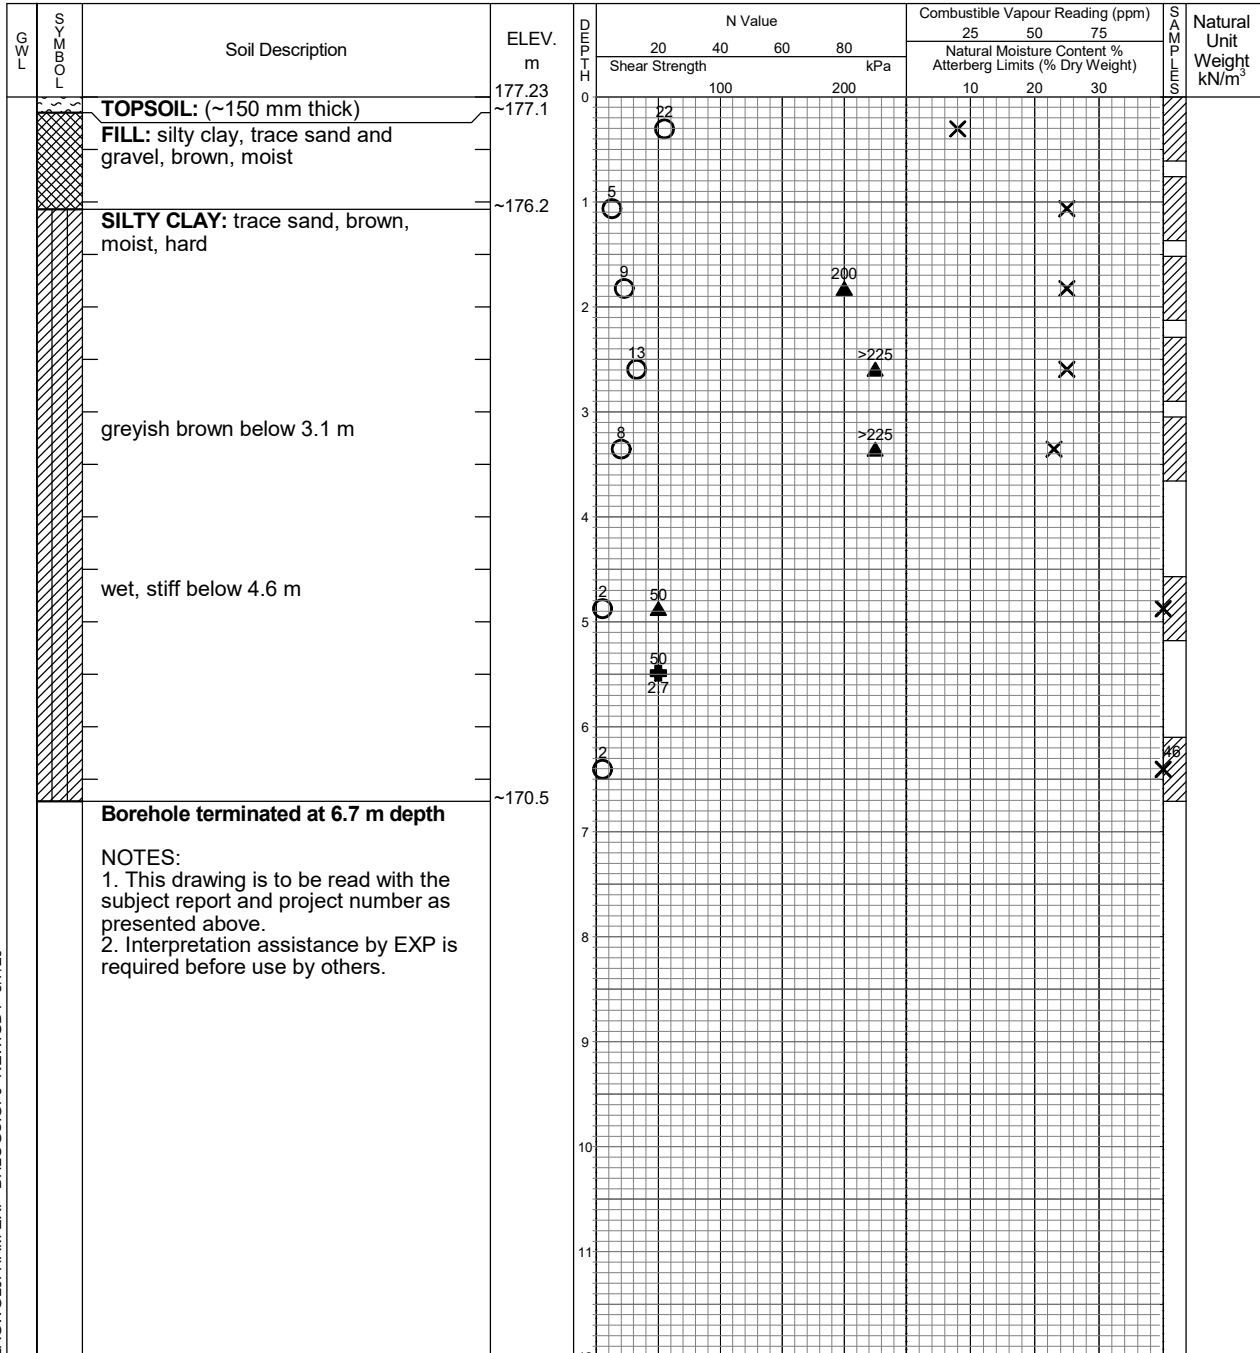 GWL
SYMBOL
Soil Description
ELEV.
m
177.23
DEPTH
N Value
20 40 60 80
Shear Strength kPa
100 200
Combustible Vapour Reading (ppm)
25 50 75
Natural Moisture Content %
Atterberg Limits (% Dry Weight)
10 20 30
SAMPLES
Natural
Unit
Weight
kN/m³
0
TOPSOIL: (~150 mm thick)
~177.1
22
FILL: silty clay, trace sand and
gravel, brown, moist
5
1
~176.2
SILTY CLAY: trace sand, brown,
moist, hard
9
200
2
13
>225
3
greyish brown below 3.1 m
8
>225
4
wet, stiff below 4.6 m
2
50
5
50
2.7
6
2
46
~170.5
Borehole terminated at 6.7 m depth
7
NOTES:
1. This drawing is to be read with the
subject report and project number as
presented above.
2. Interpretation assistance by EXP is
required before use by others.
8
9
10
11